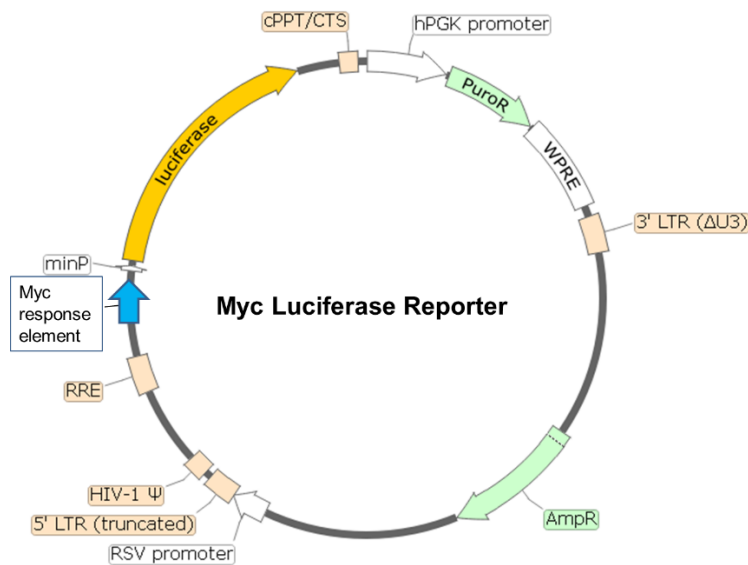 cPPT/CTS
hPGK promoter
PuroR
WPRE
3' LTR (ΔU3)
luciferase
minP
Myc
response
element
Myc Luciferase Reporter
RRE
HIV-1 Ψ
5' LTR (truncated)
RSV promoter
AmpR